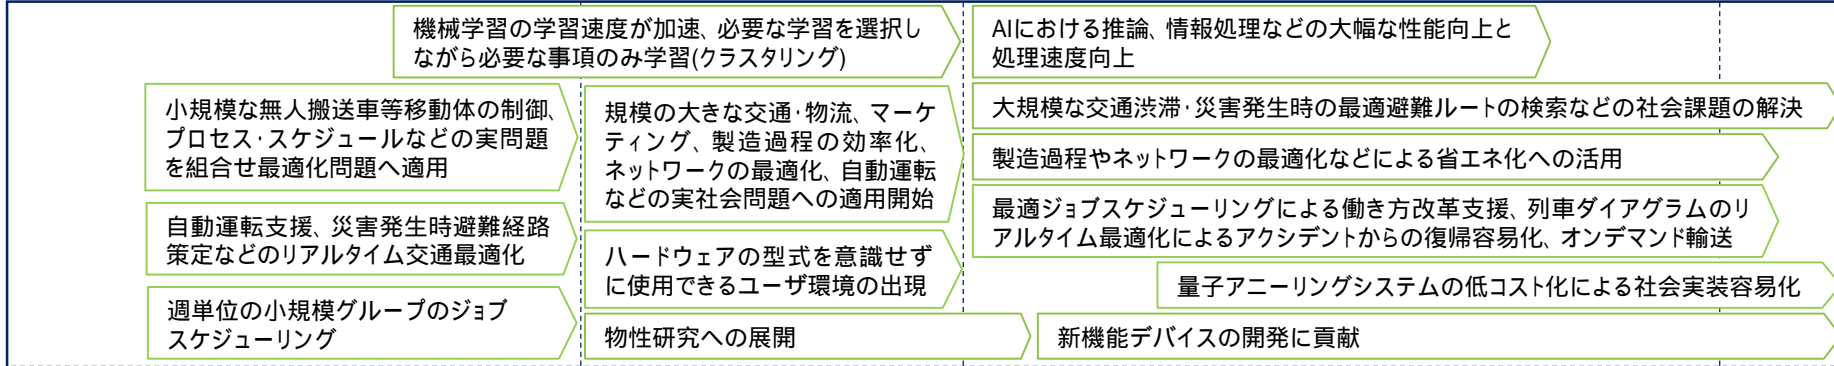 機械学習の学習速度が加速、必要な学習を選択し
ながら必要な事項のみ学習(クラスタリング)
AIにおける推論、情報処理などの大幅な性能向上と
処理速度向上
小規模な無人搬送車等移動体の制御、
プロセス・スケジュールなどの実問題
を組合せ最適化問題へ適用
規模の大きな交通・物流、マーケ
ティング、製造過程の効率化、
ネットワークの最適化、自動運転
などの実社会問題への適用開始
大規模な交通渋滞・災害発生時の最適避難ルートの検索などの社会課題の解決
製造過程やネットワークの最適化などによる省エネ化への活用
自動運転支援、災害発生時避難経路
策定などのリアルタイム交通最適化
最適ジョブスケジューリングによる働き方改革支援、列車ダイアグラムのリ
アルタイム最適化によるアクシデントからの復帰容易化、オンデマンド輸送
ハードウェアの型式を意識せず
に使用できるユーザ環境の出現
量子アニーリングシステムの低コスト化による社会実装容易化
週単位の小規模グループのジョブ
スケジューリング
物性研究への展開
新機能デバイスの開発に貢献